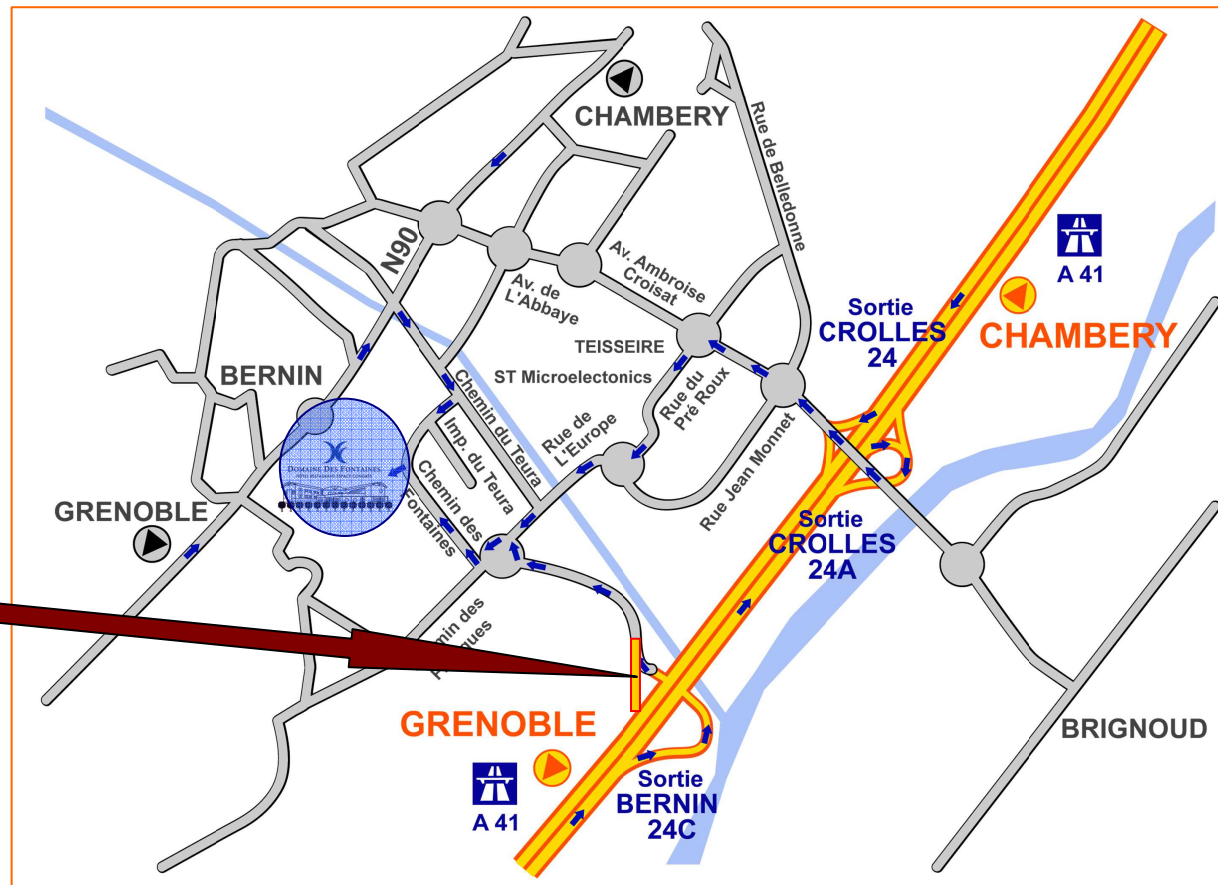 CHAMBERY
Rue de Belledonne
N90
A 41
Av. Ambroise
Croisat
Av. de
L'Abbaye
Sortie
CROLLES
24
CHAMBERY
TEISSEIRE
BERNIN
ST Microelectonics
Chemin du Teura
Rue du
Pré Roux
Rue de
L'Europe
Imp. du Teura
DOMAINE DES FONTAINES
Chemin des
Fontaines
Rue Jean Monnet
GRENOBLE
Sortie
CROLLES
24A
GRENOBLE
BRIGNOUD
A 41
Sortie
BERNIN
24C